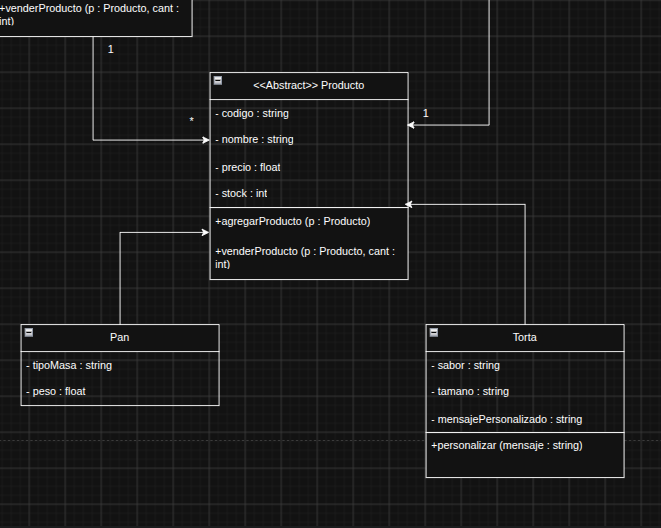 +venderProducto (p : Producto, cant :
int)
1
<<Abstract>> Producto
- codigo : string
1
*
- nombre : string
- precio : float
- stock : int
+agregarProducto (p : Producto)
+venderProducto (p : Producto, cant :
int)
Pan
- tipoMasa : string
- peso : float
Torta
- sabor : string
- tamano : string
- mensajePersonalizado : string
+personalizar (mensaje : string)